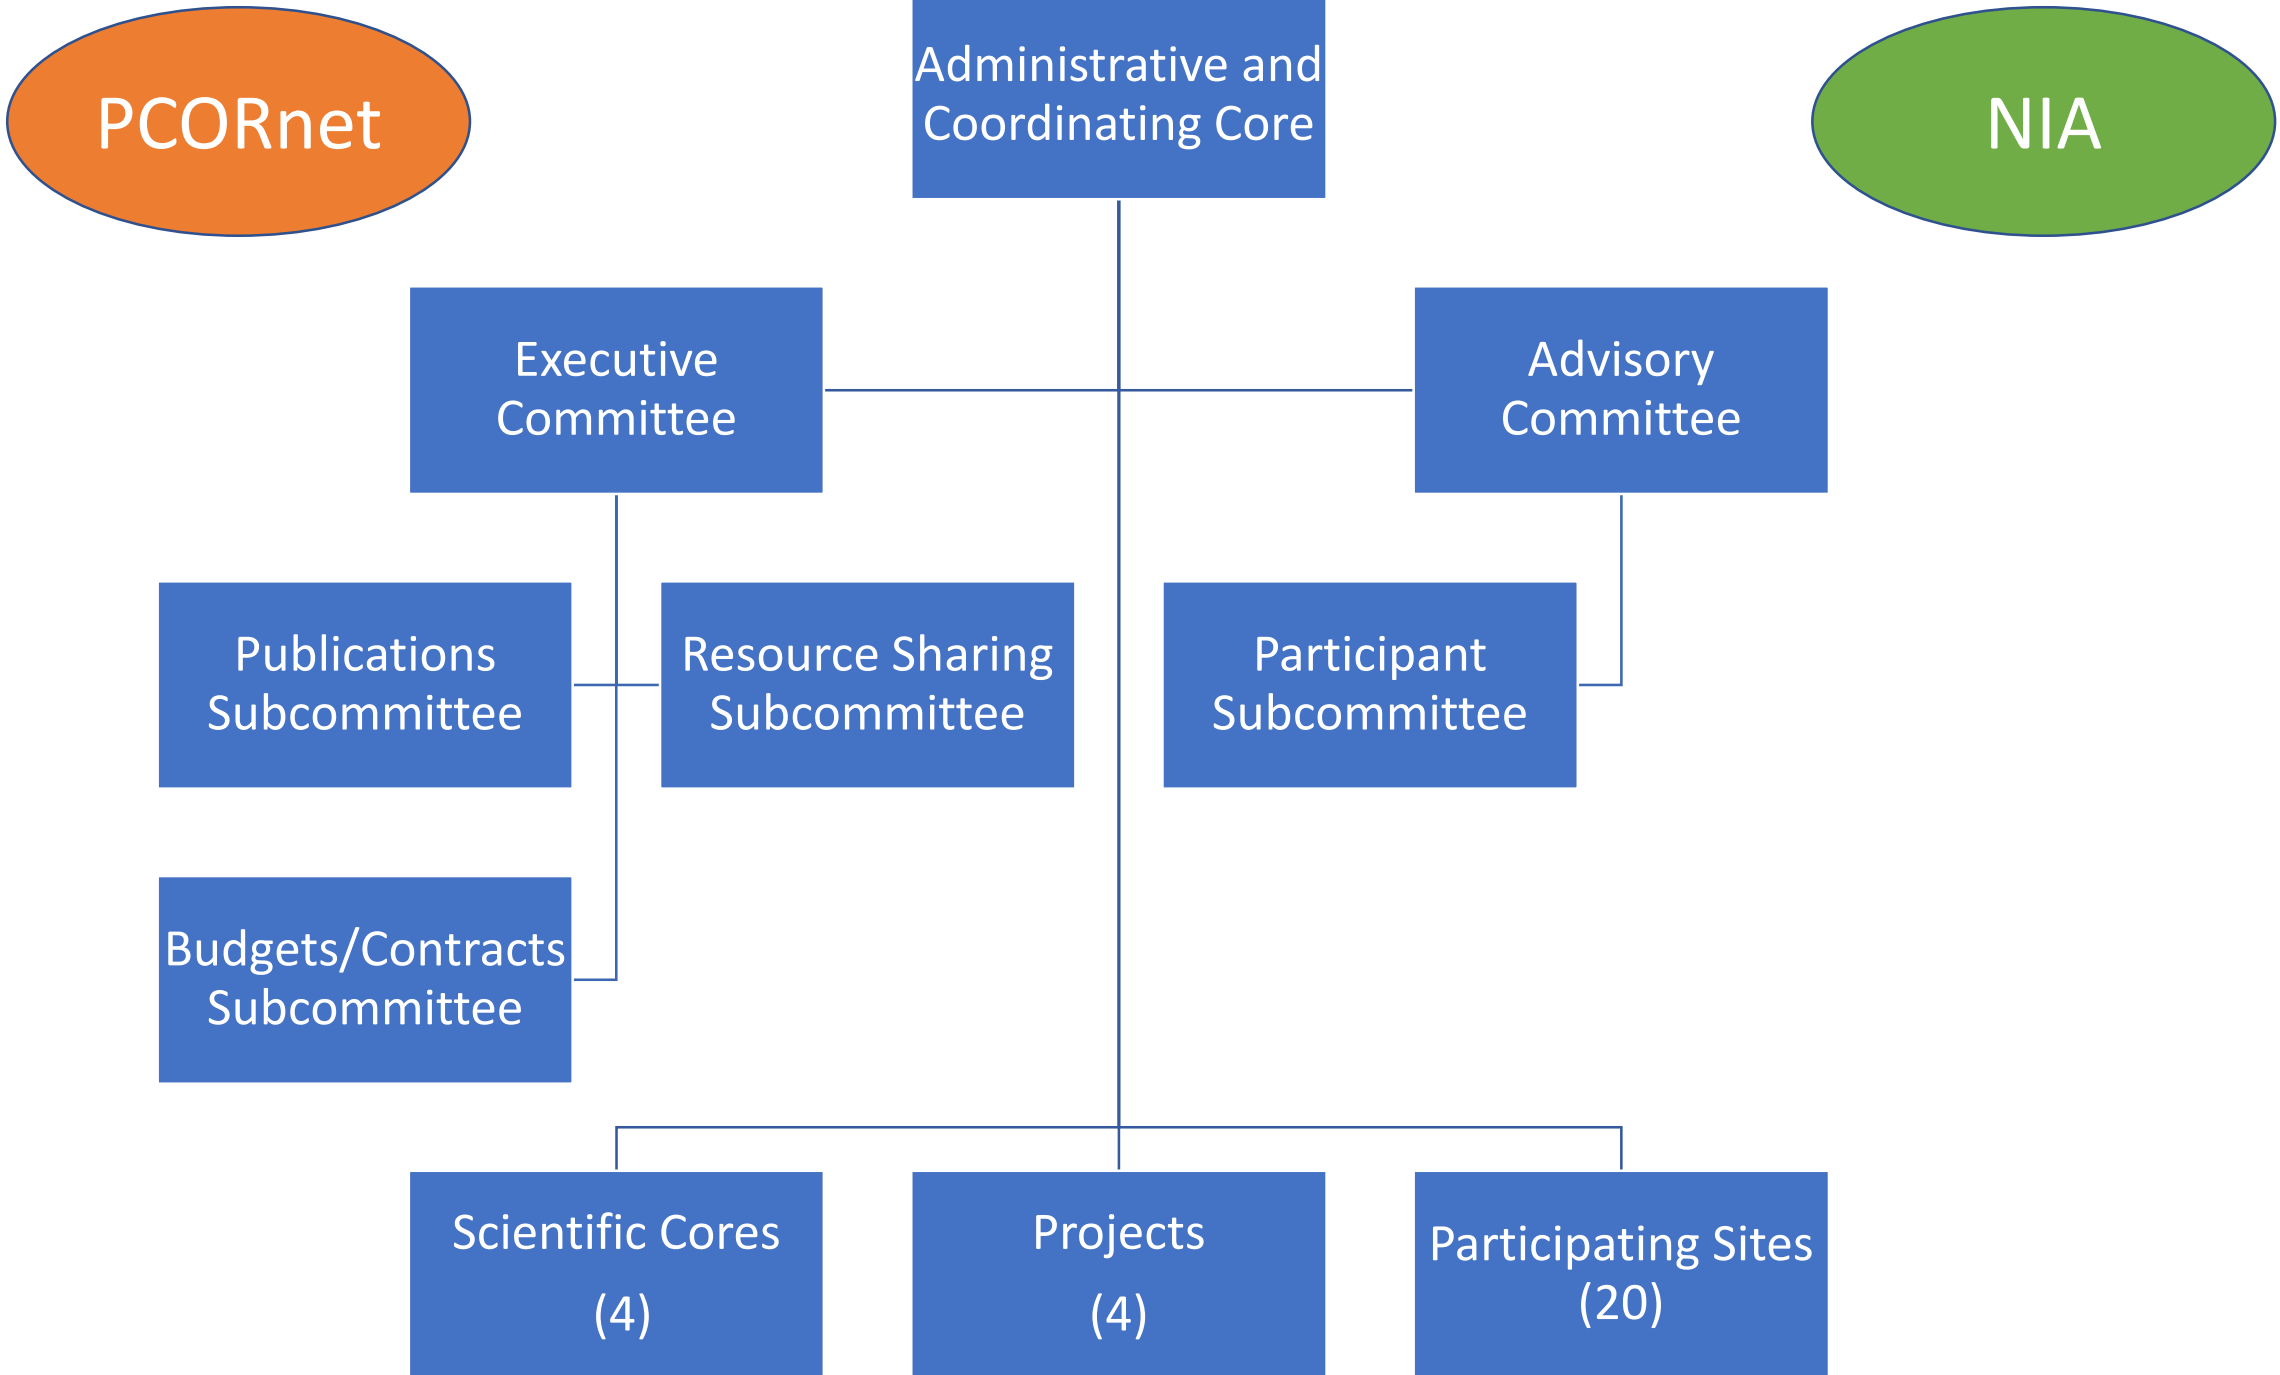 PCORnet
Administrative and
Coordinating Core
NIA
Executive
Committee
Advisory
Committee
Publications
Subcommittee
Resource Sharing
Subcommittee
Participant
Subcommittee
Budgets/Contracts
Subcommittee
Scientific Cores
(4)
Projects
(4)
Participating Sites
(20)